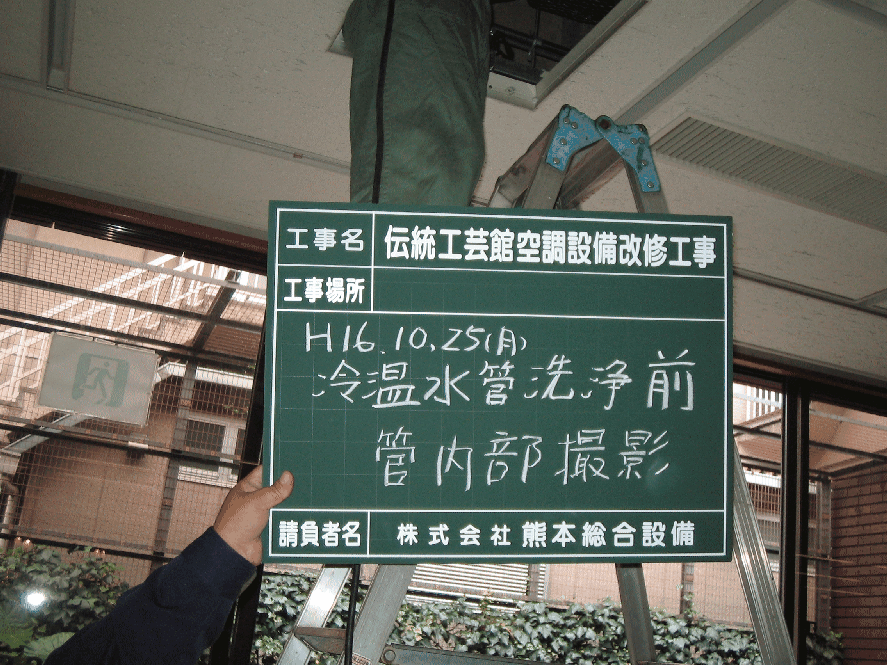 工事名 伝統工芸館空調設備改修工事
工事場所
H16.10.25(月)
冷温水管洗浄前
管内部撮影
請負者名 株式会社熊本総合設備